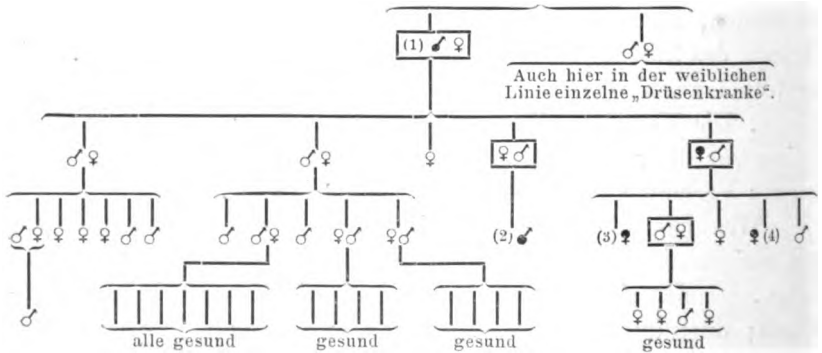 (1) ♂ ♀ ♂ ♀
Auch hier in der weiblichen
Linie einzelne „Drüsenkranke“.
♂ ♀ ♂ ♀ ♀ ♀ ♂ ♀ ♂
♂ ♀ ♀ ♀ ♀ ♂ ♂ ♂ ♂ ♀ ♂ ♀ ♂ ♀ ♂ (2) ♂ (3) ♀ ♂ ♀ ♀ ♀ (4) ♂
♂ ♀ ♀ ♂ ♀
alle gesund gesund gesund gesund